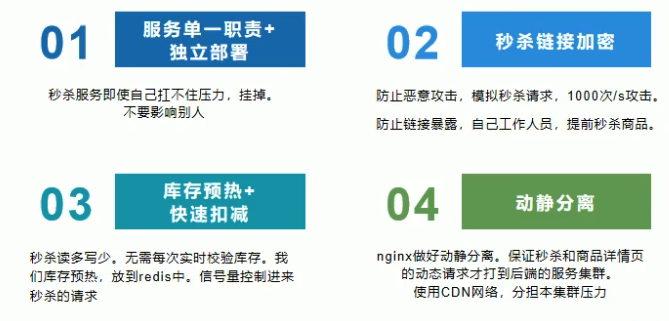 01
服务单一职责+
独立部署
秒杀服务即使自己扛不住压力，挂掉。
不要影响别人
02
秒杀链接加密
防止恶意攻击，模拟秒杀请求，1000次/s攻击。
防止链接暴露，自己工作人员，提前秒杀商品。
03
库存预热+
快速扣减
秒杀读多写少。无需每次实时校验库存。我
们库存预热，放到redis中。信号量控制进来
秒杀的请求
04
动静分离
nginx做好动静分离。保证秒杀和商品详情页
的动态请求才打到后端的服务集群。
使用CDN网络，分担本集群压力